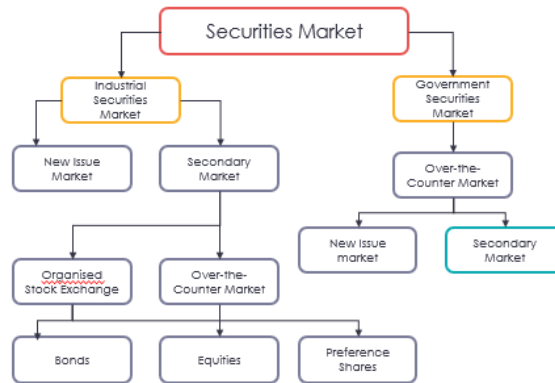 Securities Market
Industrial
Securities
Market
Government
Securities
Market
New Issue
Market
Secondary
Market
Over-the-
Counter Market
New Issue
market
Secondary
Market
Organised
Stock Exchange
Over-the-
Counter Market
Bonds
Equities
Preference
Shares